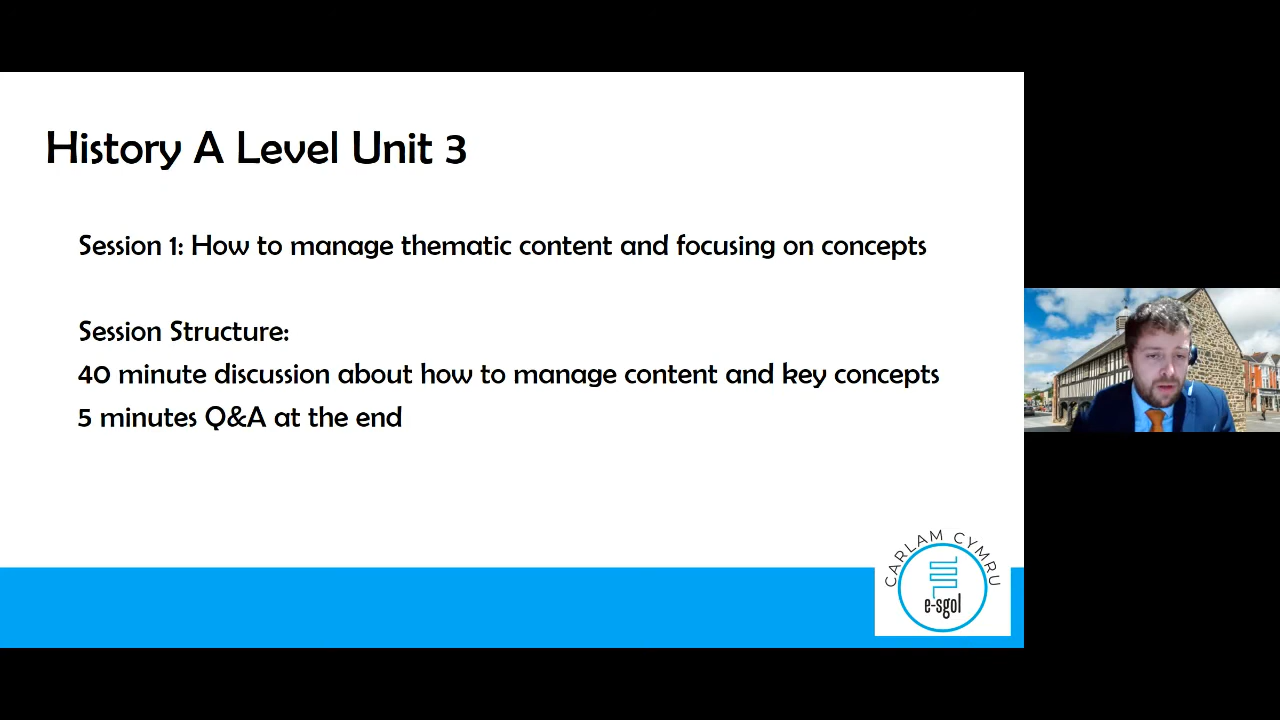 History A Level Unit 3
Session 1: How to manage thematic content and focusing on concepts
Session Structure:
40 minute discussion about how to manage content and key concepts
5 minutes Q&A at the end
CARLAM CYMRU
e-sgol